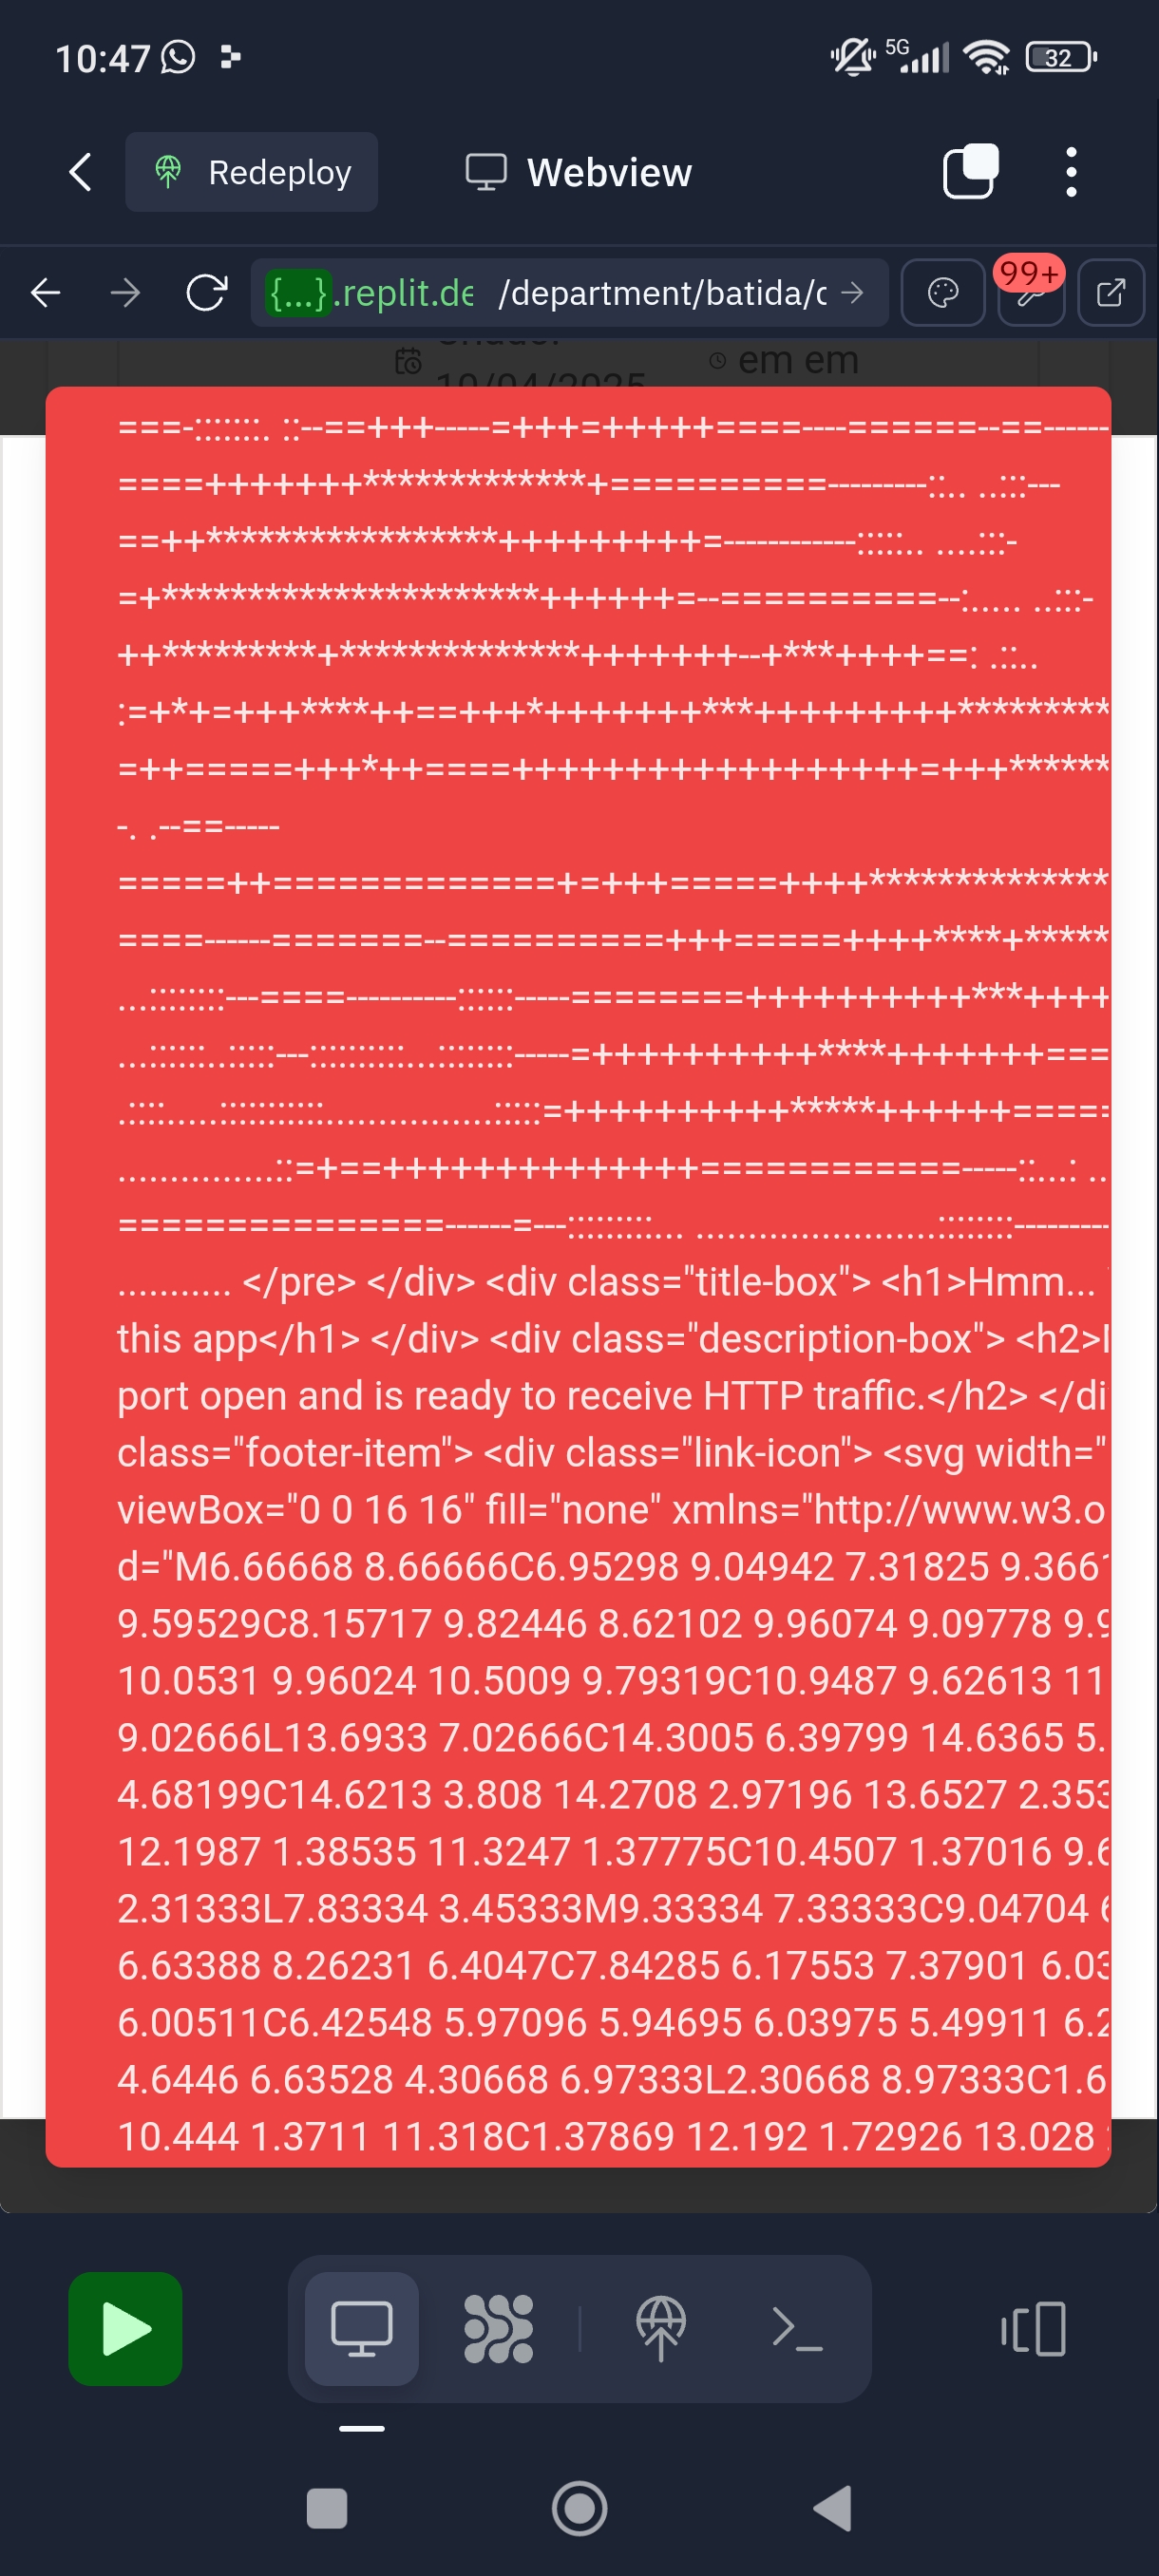 10:47
5G
32
Redeploy
Webview
{...}.replit.de /department/batida/c
99+
10/04/2025
em em
===-:::::::. ::--==+++-----=+++=+++++====----======--==------
====+++++++*************+==========---------::.. ..:::---
==++*****************+++++++++=------------:::::.. ....:::-
=+**********************++++++=--==========--:..... ..:::-
++*********+**************+++++++--+***++++==: .::..
:=+*+=+++****++==+++*+++++++***+++++++++*********
=++=====+++*++====++++++++++++++++++=+++******
-. .--==-----
=====++=============+=+++=====++++**************
====------=======--==========+++=====++++****+*****
...::::::::---====----------::::::-----========++++++++++***++++
...::::::..:::::---::::::::::...::::::::-----=++++++++++****+++++++===
.::::.....:::::::::::..................:::::=++++++++++*****++++++=====
...............::=+==++++++++++++++============-----::...: ..
===============------=---:::::::::... .......................::::::::---------
........... </pre> </div> <div class="title-box"> <h1>Hmm...
this app</h1> </div> <div class="description-box"> <h2>
port open and is ready to receive HTTP traffic.</h2> </di
class="footer-item"> <div class="link-icon"> <svg width="
viewBox="0 0 16 16" fill="none" xmlns="http://www.w3.o
d="M6.66668 8.66666C6.95298 9.04942 7.31825 9.366
9.59529C8.15717 9.82446 8.62102 9.96074 9.09778 9.9
10.0531 9.96024 10.5009 9.79319C10.9487 9.62613 11
9.02666L13.6933 7.02666C14.3005 6.39799 14.6365 5.
4.68199C14.6213 3.808 14.2708 2.97196 13.6527 2.353
12.1987 1.38535 11.3247 1.37775C10.4507 1.37016 9.6
2.31333L7.83334 3.45333M9.33334 7.33333C9.04704 6
6.63388 8.26231 6.4047C7.84285 6.17553 7.37901 6.03
6.00511C6.42548 5.97096 5.94695 6.03975 5.49911 6.2
4.6446 6.63528 4.30668 6.97333L2.30668 8.97333C1.6
10.444 1.3711 11.318C1.37869 12.192 1.72926 13.028